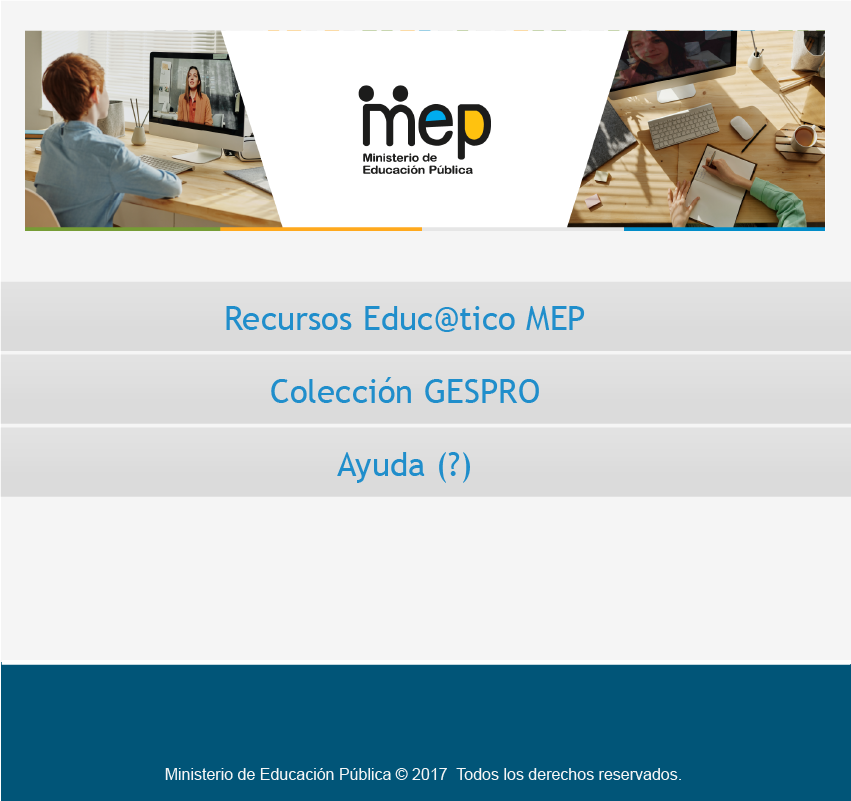 mep
Ministerio de
Educación Pública
Recursos Educ@tico MEP
Colección GESPRO
Ayuda (?)
Ministerio de Educación Pública © 2017  Todos los derechos reservados.